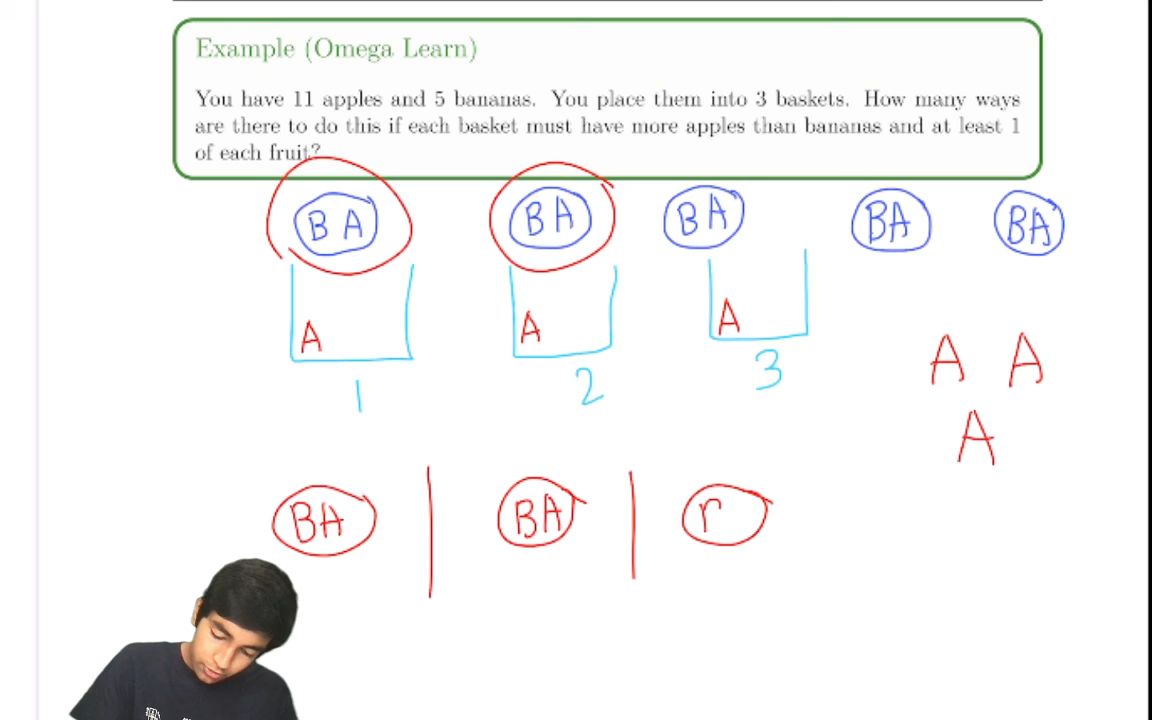 Example (Omega Learn)
You have 11 apples and 5 bananas. You place them into 3 baskets. How many ways
are there to do this if each basket must have more apples than bananas and at least 1
of each fruit?
BA BA BA BA BA
A A A
1 2 3
A A
A
BA | BA | r